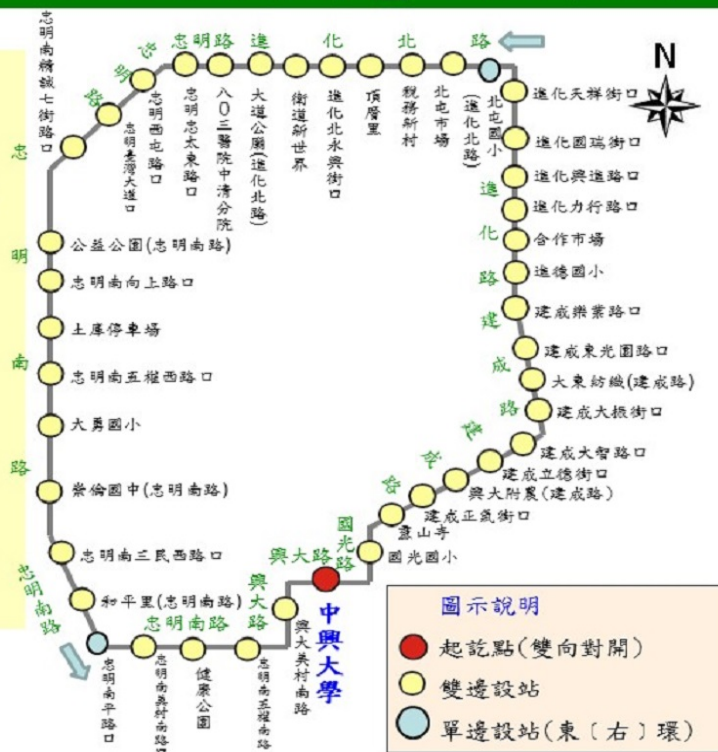 忠明南精誠七街路口
忠明路
忠明路
進化北路
N
忠明臺灣大道口
忠明西屯路口
忠明忠太東路口
八0三醫院中清分院
大道公廟(進化北路)
街道新世界
進化北永興街口
頂厝里
稅務新村
北屯市場
北屯國小(進化北路)
進化天祥街口
進化國瑞街口
進化興進路口
進化力行路口
合作市場
進德國小
建成樂業路口
建成東光園路口
大東紡織(建成路)
建成大振街口
建成大智路口
建成立德街口
興大附農(建成路)
建成正氣街口
靈山寺
國光國小
進化路
建成路
建成路
國光路
興大路
中興大學
興大路
興大美村南路
忠明南五權南路
健康公園
忠明南美村南路口
忠明南平路口
忠明南路
和平里(忠明南路)
忠明南三民西路口
崇倫國中(忠明南路)
大勇國小
忠明南五權西路口
土庫停車場
忠明南向上路口
公益公園(忠明南路)
忠明南路
忠明南路
圖示說明
起訖點(雙向對開)
雙邊設站
單邊設站(東〔右〕環)